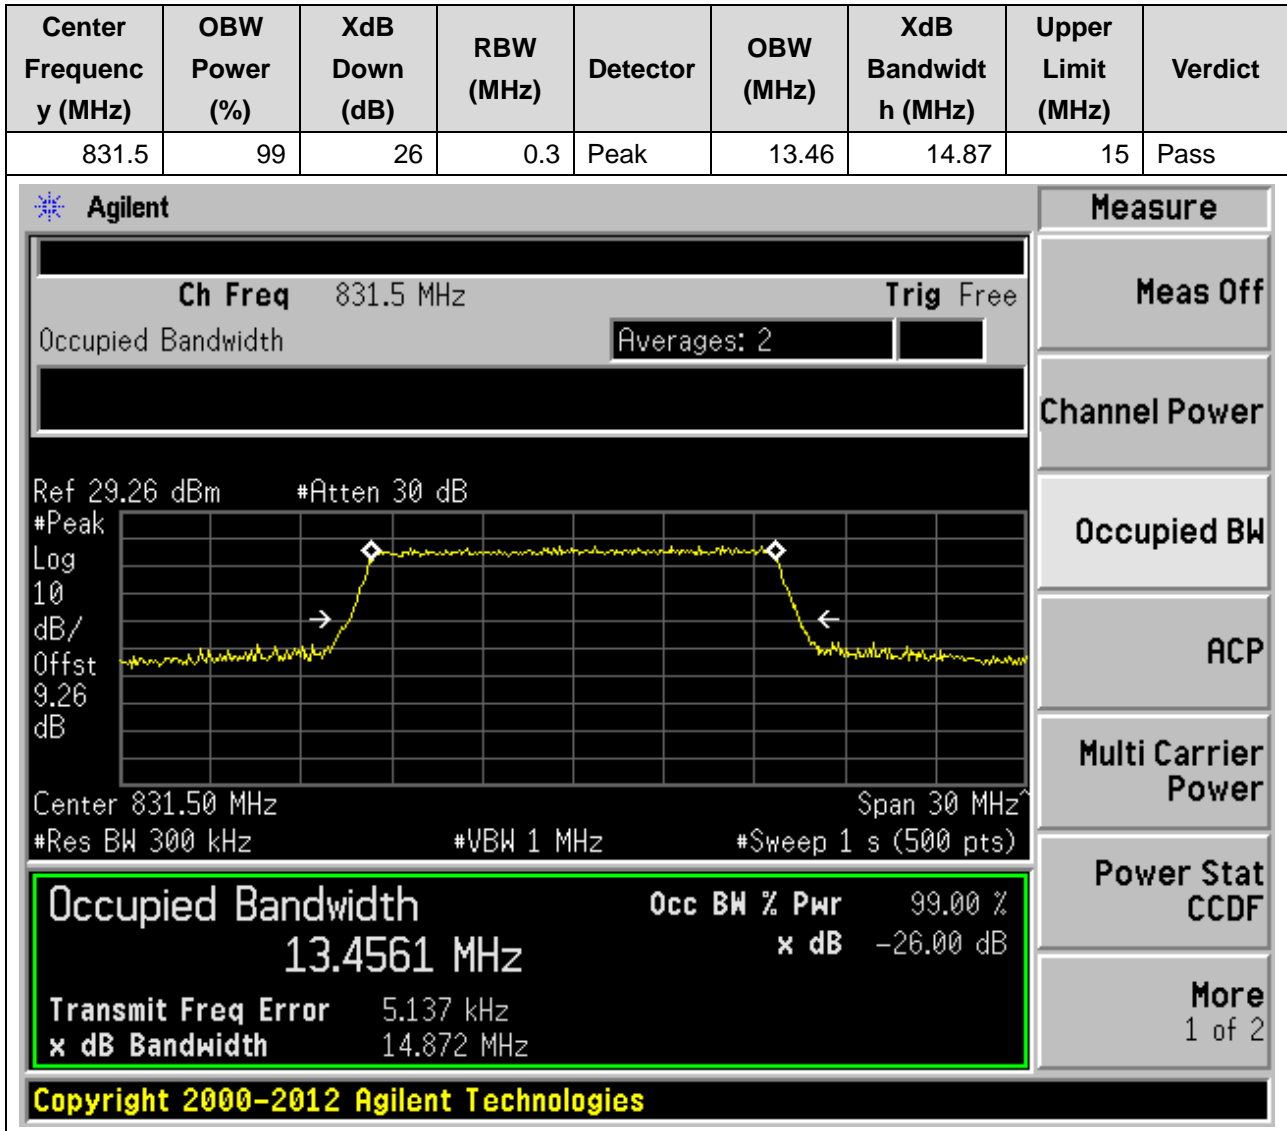 Center Frequenc y (MHz) OBW Power (%) XdB Down (dB) RBW (MHz) Detector OBW (MHz) XdB Bandwidt h (MHz) Upper Limit (MHz) Verdict
831.5 99 26 0.3 Peak 13.46 14.87 15 Pass
Agilent
Measure
Ch Freq 831.5 MHz Trig Free
Meas Off
Occupied Bandwidth Averages: 2
Channel Power
Ref 29.26 dBm #Atten 30 dB
#Peak
Log
10
dB/
Offst
9.26
dB
Occupied BW
ACP
Multi Carrier
Power
Center 831.50 MHz Span 30 MHz^
#Res BW 300 kHz #VBW 1 MHz #Sweep 1 s (500 pts)
Power Stat
CCDF
Occupied Bandwidth Occ BW % Pwr 99.00 %
13.4561 MHz x dB -26.00 dB
Transmit Freq Error 5.137 kHz
x dB Bandwidth 14.872 MHz
More
1 of 2
Copyright 2000-2012 Agilent Technologies